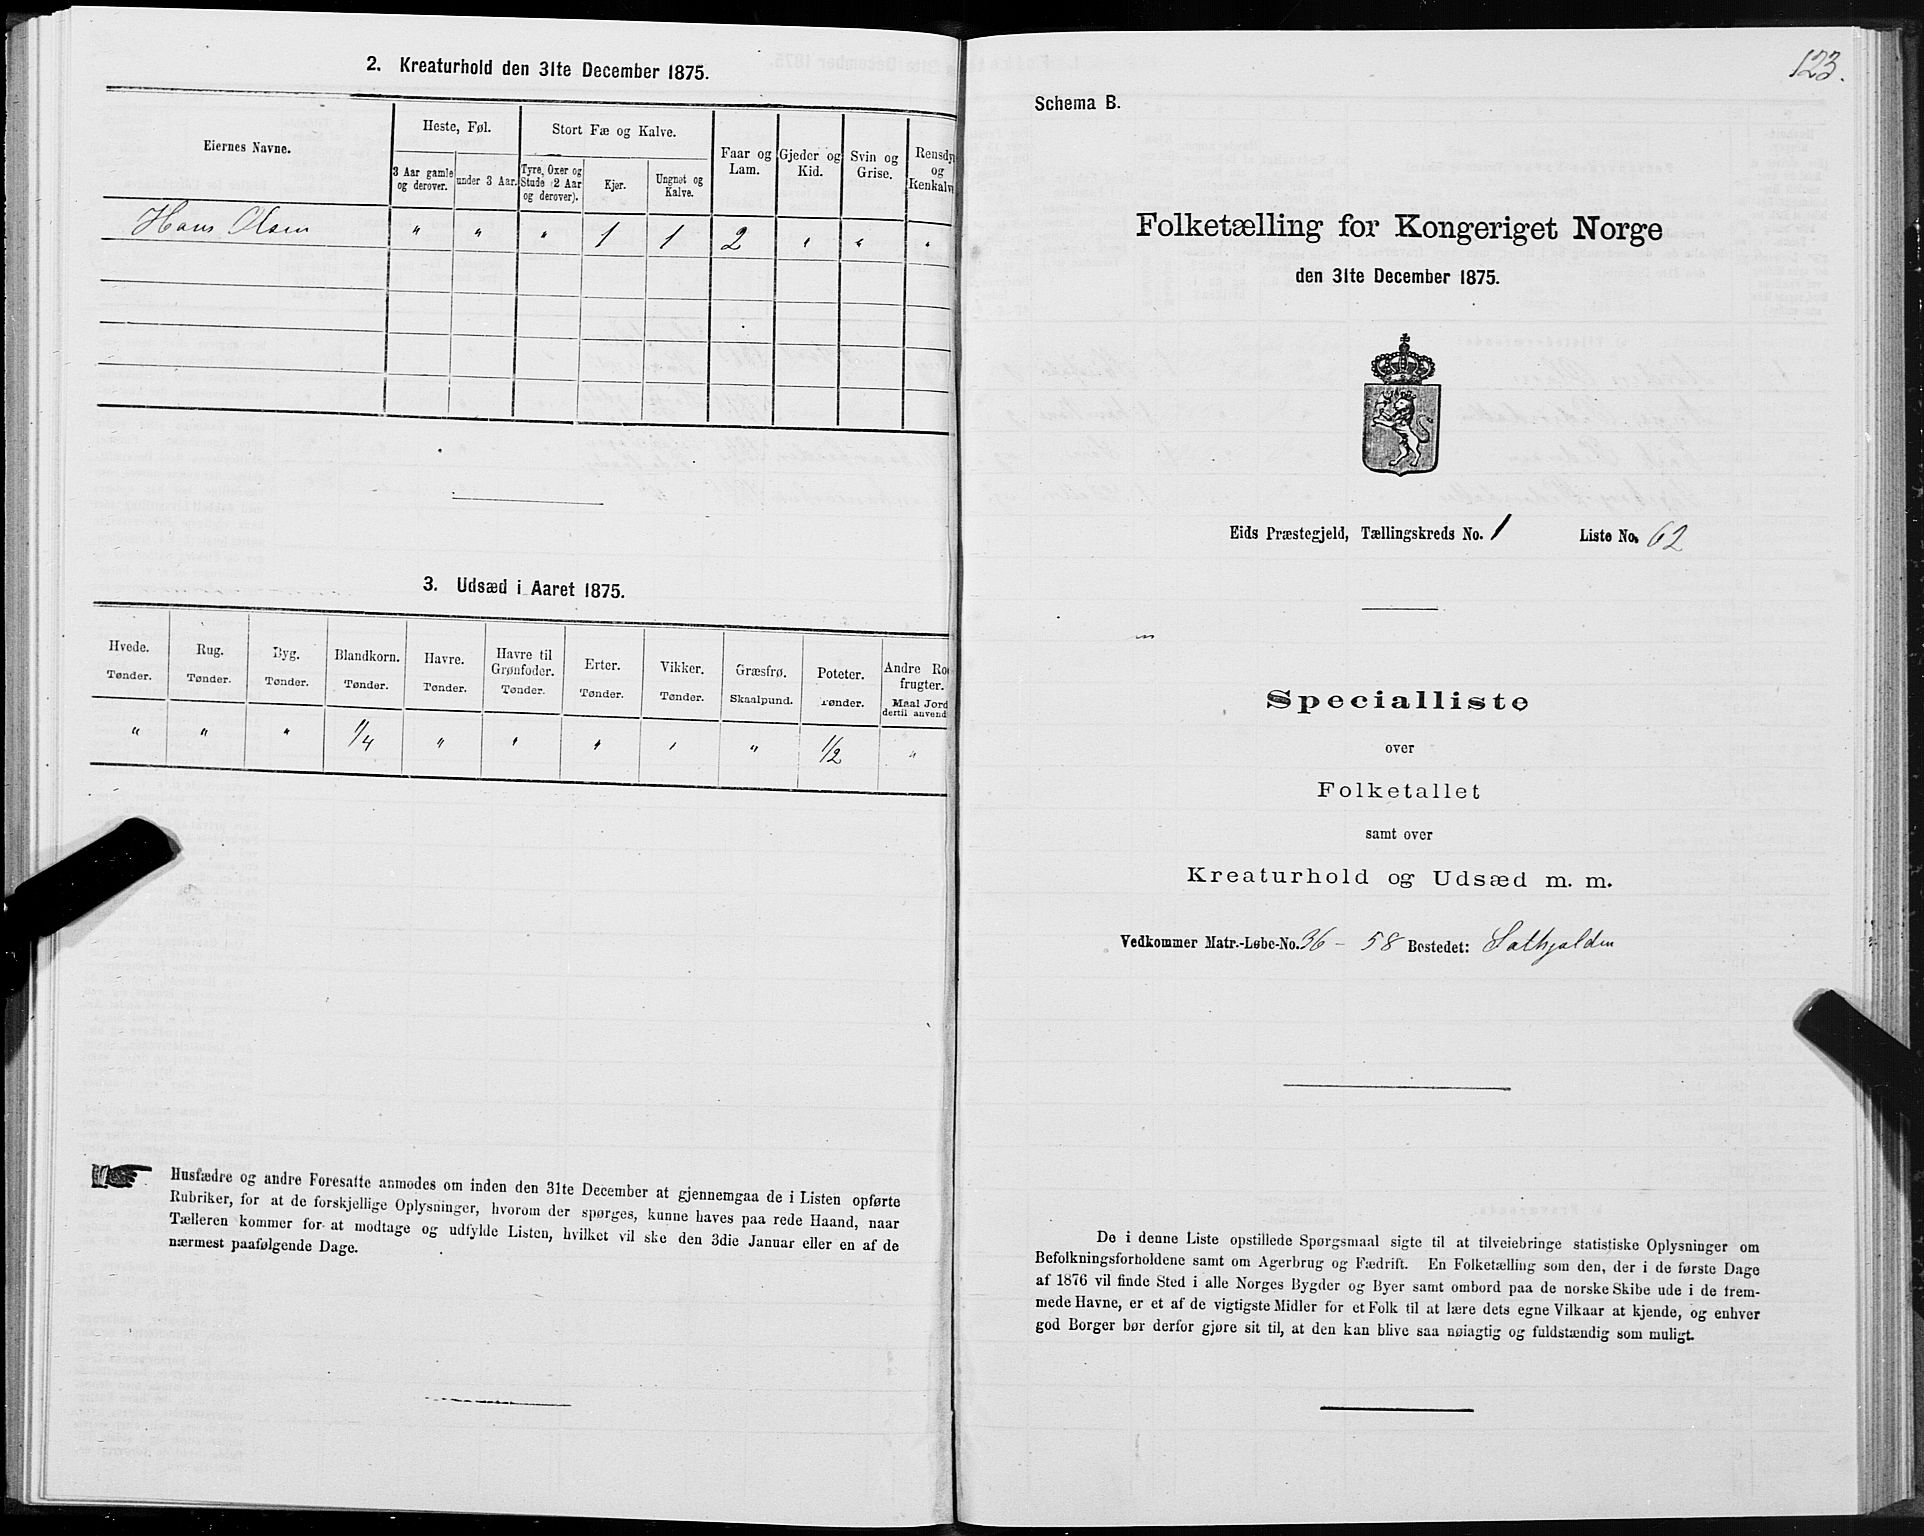 2. Kreaturhold den 31te December 1875.
Eiernes Navne.
Heste, Føl.
Stort Fæ og Kalve.
Faar og Lam.
Gjeder og Kid.
Svin og Grise.
Rensdy
og
Renkalv
3 Aar gamle og derover.
under 3 Aar.
Tyre, Oxer og Stude (2 Aar og derover).
Kjør.
Ungnøt og Kalve.
Hans Olsen " " " 1 1 2 " " "
3. Udsæd i Aaret 1875.
Hvede. Rug. Byg. Blandkorn. Havre. Havre til Grønfoder. Erter. Vikker. Græsfrø. Poteter. Andre Ro frugter.
Tønder. Tønder. Tønder. Tønder. Tønder. Tønder. Tønder. Tønder. Skaalpund. Tønder. Maal Jord dertil anvend
" " " 1/4 " " " " " 1/2 "
Husfædre og andre Foresatte anmodes om inden den 31te December at gjennemgaa de i Listen opførte
Rubriker, for at de forskjellige Oplysninger, hvorom der spørges, kunne haves paa rede Haand, naar
Tælleren kommer for at modtage og udfylde Listen, hvilket vil ske den 3die Januar eller en af de
nærmest paafølgende Dage.
123.
Schema B.
Folketælling for Kongeriget Norge
den 31te December 1875.
Eids Præstegjeld, Tællingskreds No. 1 Liste No. 62
Specialliste
over
Folketallet
samt over
Kreaturhold og Udsæd m. m.
Vedkommer Matr.-Løbe-No. 36 - 58 Bostedet:
De i denne Liste opstillede Spørgsmaal sigte til at tilveiebringe statistiske Oplysninger om
Befolkningsforholdene samt om Agerbrug og Fædrift. En Folketælling som den, der i de første Dage
af 1876 vil finde Sted i alle Norges Bygder og Byer samt ombord paa de norske Skibe ude i de frem-
mede Havne, er et af de vigtigste Midler for et Folk til at lære dets egne Vilkaar at kjende, og enhver
god Borger bør derfor gjøre sit til, at den kan blive saa nøiagtig og fuldstændig som muligt.